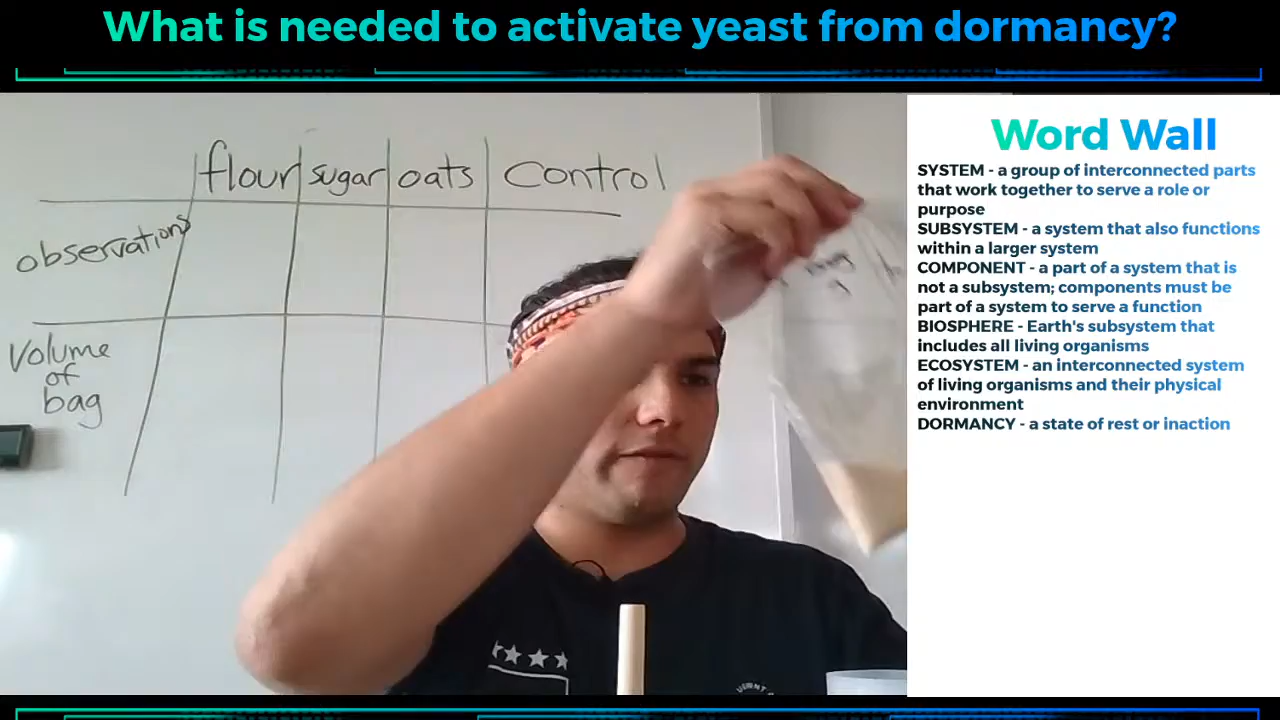 What is needed to activate yeast from dormancy?
flour sugar oats Control
observations
Volume
of
bag
Word Wall
SYSTEM - a group of interconnected parts
that work together to serve a role or
purpose
SUBSYSTEM - a system that also functions
within a larger system
COMPONENT - a part of a system that is
not a subsystem; components must be
part of a system to serve a function
BIOSPHERE - Earth's subsystem that
includes all living organisms
ECOSYSTEM - an interconnected system
of living organisms and their physical
environment
DORMANCY - a state of rest or inaction